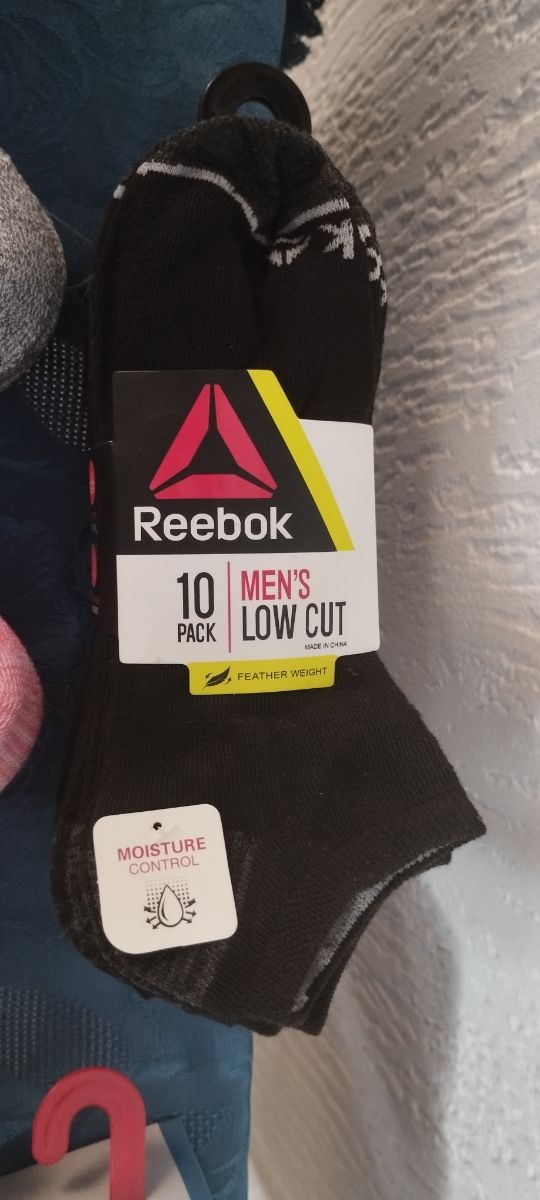 Reebok
10
PACK
MEN'S
LOW CUT
MADE IN CHINA
FEATHER WEIGHT
MOISTURE
CONTROL